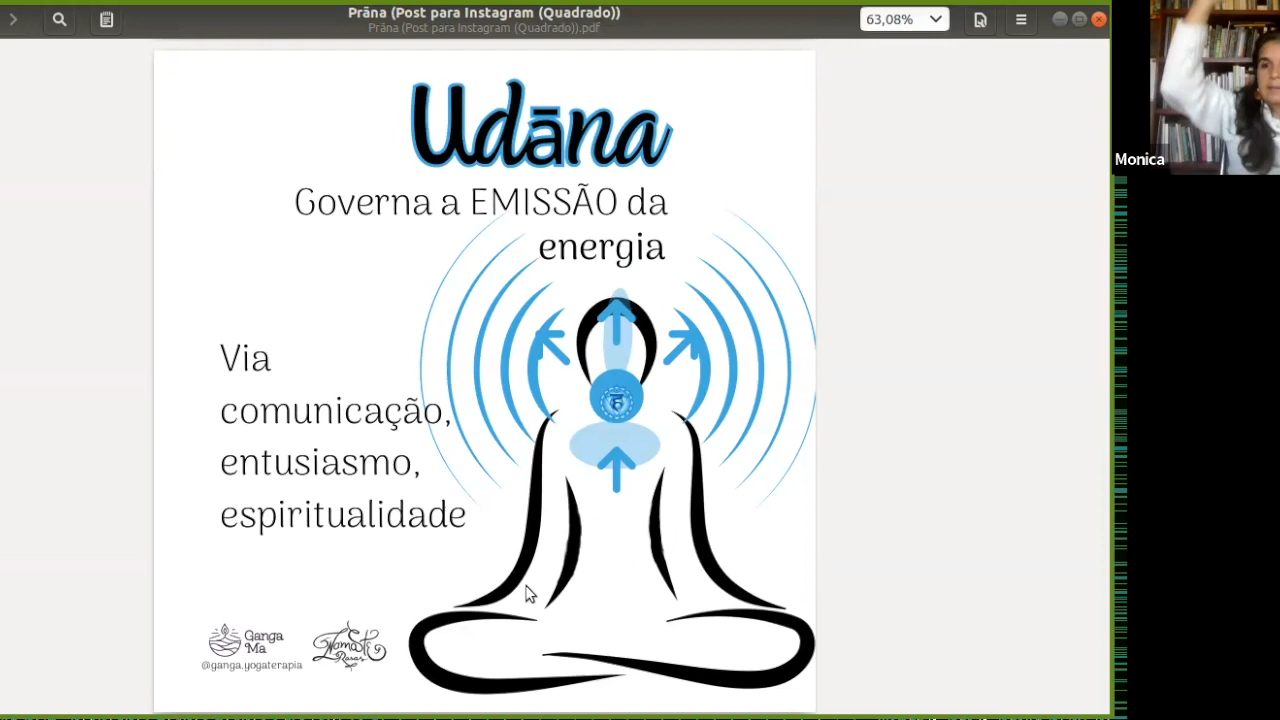 Prāna (Post para Instagram (Quadrado))
Prāna (Post para Instagram (Quadrado)).pdf
63,08%
Monica
Udāna
Governa a EMISSÃO da
energia
Via
comunicação,
entusiasmo,
espiritualidade
Ganga
Ma
@ganga.yogaterapia